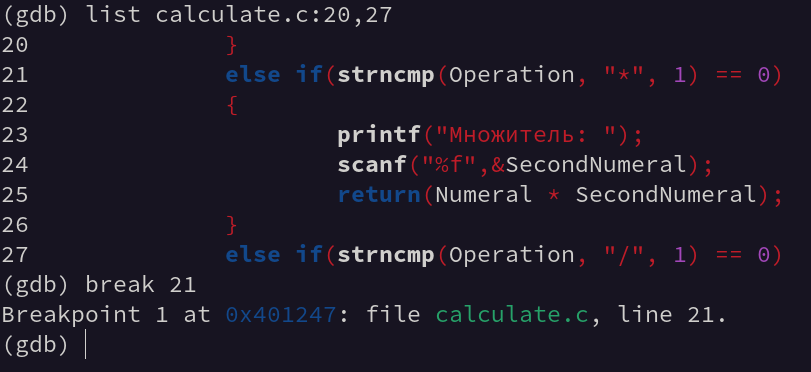 (gdb) list calculate.c:20,27
20              }
21              else if(strncmp(Operation, "*", 1) == 0)
22              {
23                      printf("Множитель: ");
24                      scanf("%f",&SecondNumeral);
25                      return(Numeral * SecondNumeral);
26              }
27              else if(strncmp(Operation, "/", 1) == 0)
(gdb) break 21
Breakpoint 1 at 0x401247: file calculate.c, line 21.
(gdb)